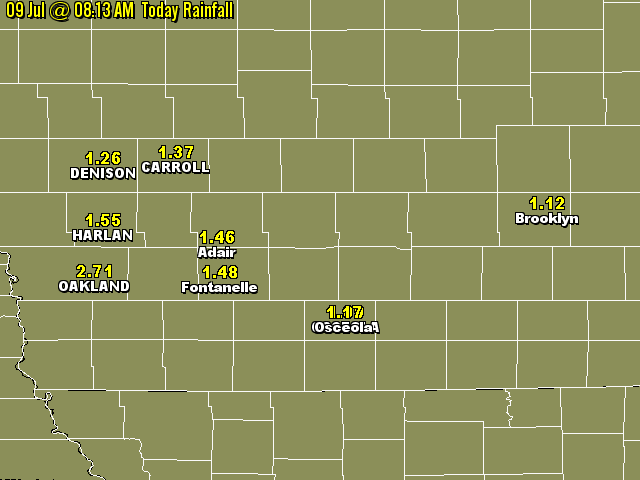 09 Jul @ 08:13 AM Today Rainfall
1.26
DENISON
1.37
CARROLL
1.12
Brooklyn
1.55
HARLAN
1.46
Adair
2.71
OAKLAND
1.48
Fontanelle
1.17
Osceola